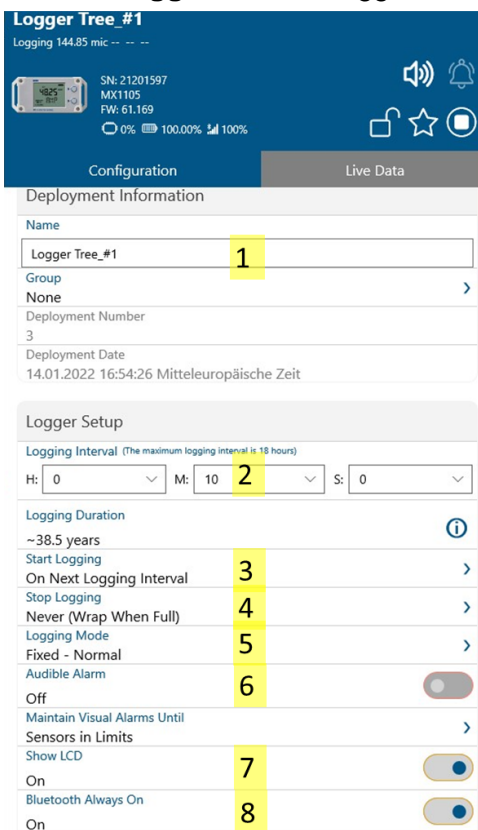 Logger Tree_#1
Logging 144.85 mic -- -- --
SN: 21201597
MX1105
FW: 61.169
0% 100.00% 100%
Configuration Live Data
Deployment Information
Name
Logger Tree_#1
1
Group
None
Deployment Number
3
Deployment Date
14.01.2022 16:54:26 Mitteleuropäische Zeit
Logger Setup
Logging Interval (The maximum logging interval is 18 hours)
H: 0 M: 10 2 S: 0
Logging Duration
~38.5 years
Start Logging
On Next Logging Interval 3
Stop Logging
Never (Wrap When Full) 4
Logging Mode
Fixed - Normal 5
Audible Alarm
Off 6
Maintain Visual Alarms Until
Sensors in Limits
Show LCD
On 7
Bluetooth Always On
On 8